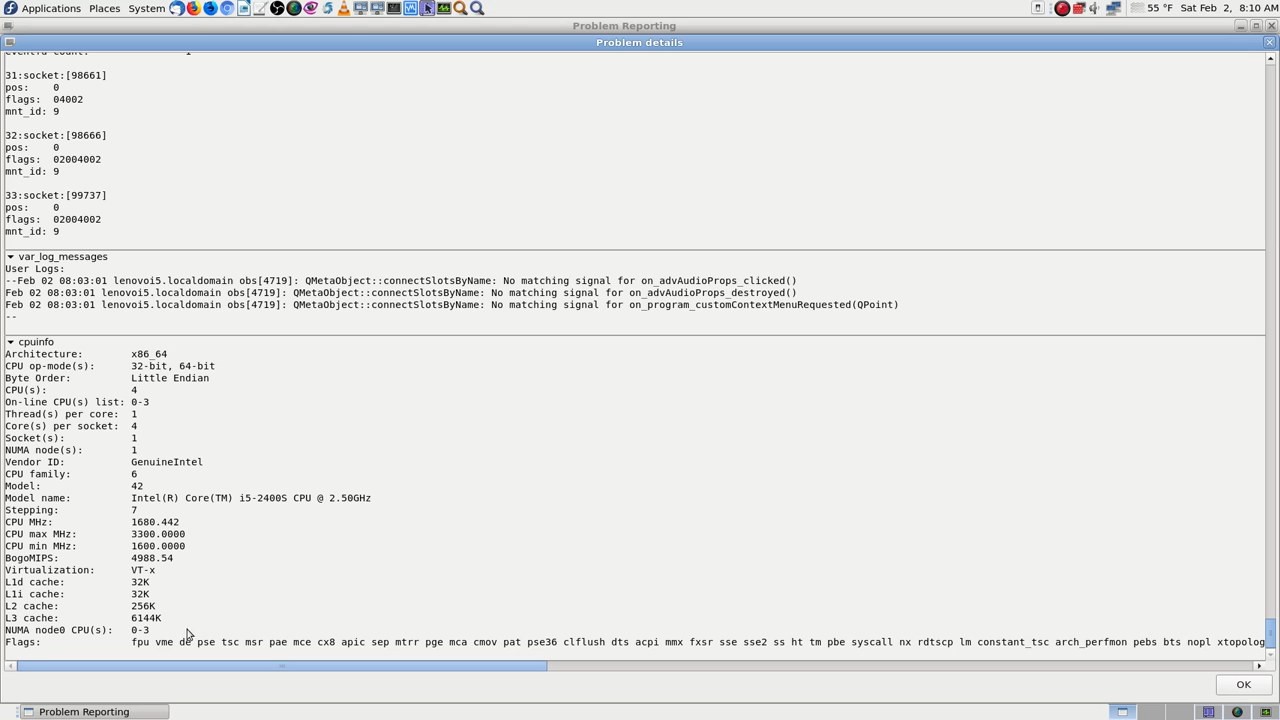 Applications Places System 55 °F Sat Feb 2, 8:10 AM
Problem Reporting
Problem details
31:socket:[98661]
pos: 0
flags: 04002
mnt_id: 9
32:socket:[98666]
pos: 0
flags: 02004002
mnt_id: 9
33:socket:[99737]
pos: 0
flags: 02004002
mnt_id: 9
var_log_messages
User Logs:
--Feb 02 08:03:01 lenovoi5.localdomain obs[4719]: QMetaObject::connectSlotsByName: No matching signal for on_advAudioProps_clicked()
Feb 02 08:03:01 lenovoi5.localdomain obs[4719]: QMetaObject::connectSlotsByName: No matching signal for on_advAudioProps_destroyed()
Feb 02 08:03:01 lenovoi5.localdomain obs[4719]: QMetaObject::connectSlotsByName: No matching signal for on_program_customContextMenuRequested(QPoint)
--
cpuinfo
Architecture: x86_64
CPU op-mode(s): 32-bit, 64-bit
Byte Order: Little Endian
CPU(s): 4
On-line CPU(s) list: 0-3
Thread(s) per core: 1
Core(s) per socket: 4
Socket(s): 1
NUMA node(s): 1
Vendor ID: GenuineIntel
CPU family: 6
Model: 42
Model name: Intel(R) Core(TM) i5-2400S CPU @ 2.50GHz
Stepping: 7
CPU MHz: 1680.442
CPU max MHz: 3300.0000
CPU min MHz: 1600.0000
BogoMIPS: 4988.54
Virtualization: VT-x
L1d cache: 32K
L1i cache: 32K
L2 cache: 256K
L3 cache: 6144K
NUMA node0 CPU(s): 0-3
Flags: fpu vme de pse tsc msr pae mce cx8 apic sep mtrr pge mca cmov pat pse36 clflush dts acpi mmx fxsr sse sse2 ss ht tm pbe syscall nx rdtscp lm constant_tsc arch_perfmon pebs bts nopl xtopolog
OK
Problem Reporting